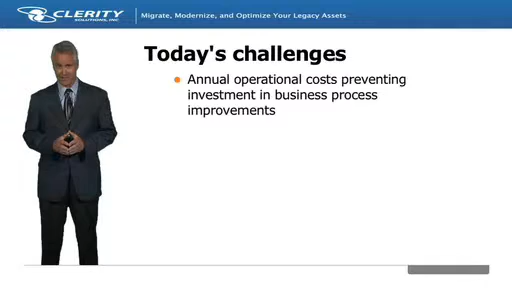 CLERITY
SOLUTIONS, INC
Migrate, Modernize, and Optimize Your Legacy Assets
Today's challenges
Annual operational costs preventing
investment in business process
improvements